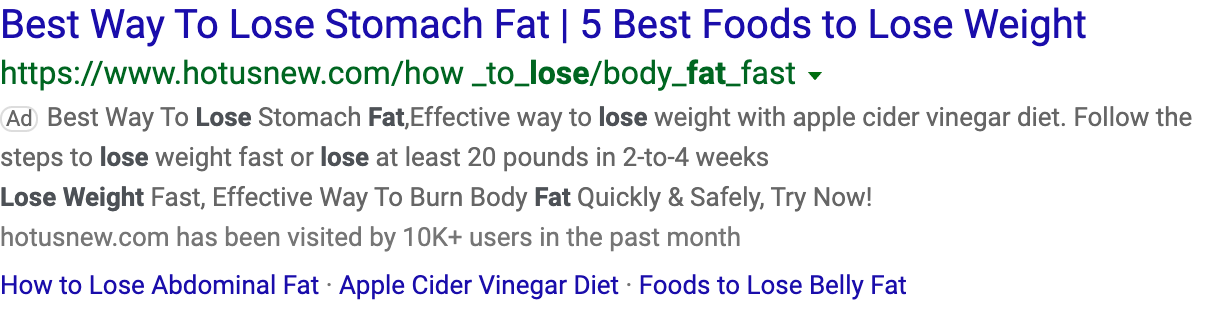 Best Way To Lose Stomach Fat | 5 Best Foods to Lose Weight
https://www.hotusnew.com/how _to_lose/body_fat_fast
Ad Best Way To Lose Stomach Fat,Effective way to lose weight with apple cider vinegar diet. Follow the
steps to lose weight fast or lose at least 20 pounds in 2-to-4 weeks
Lose Weight Fast, Effective Way To Burn Body Fat Quickly & Safely, Try Now!
hotusnew.com has been visited by 10K+ users in the past month
How to Lose Abdominal Fat · Apple Cider Vinegar Diet · Foods to Lose Belly Fat